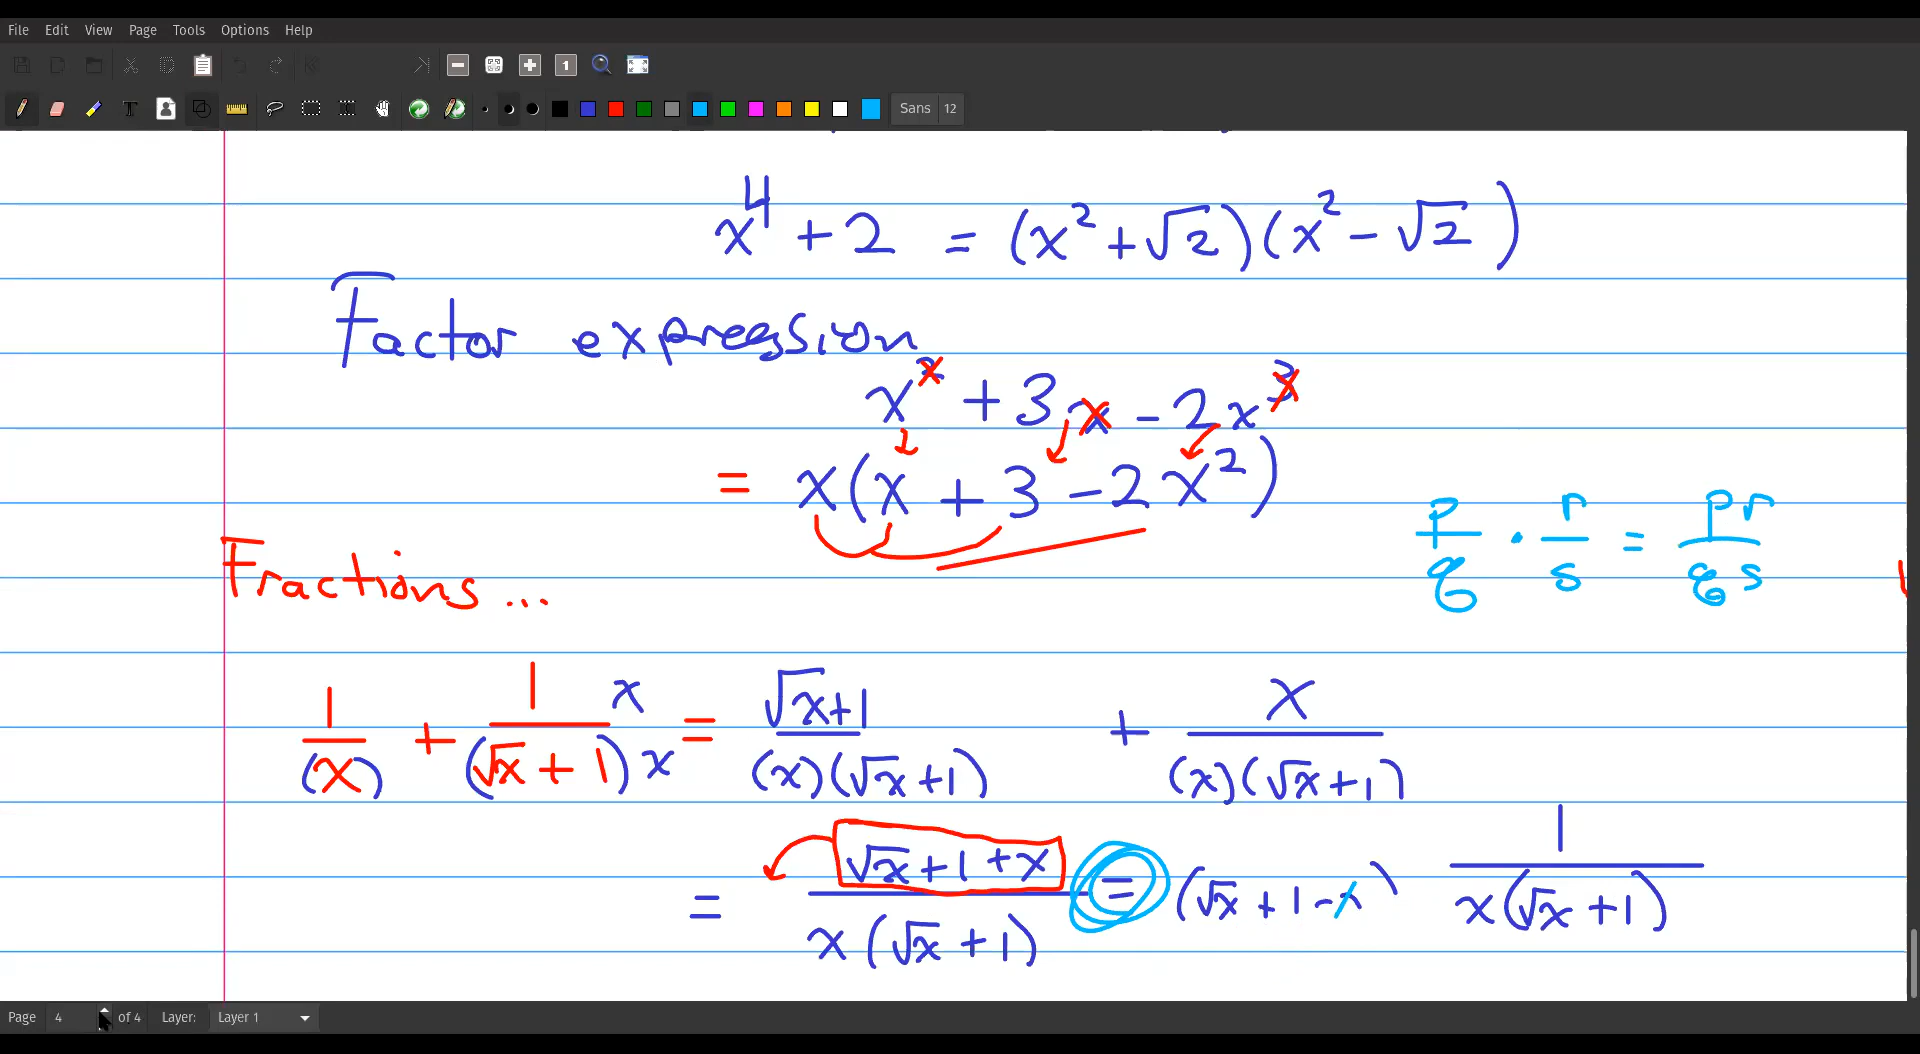 File Edit View Page Tools Options Help
1
T Sans 12
x⁴ + 2 = (x² + √2)(x² - √2)
Factor expression
x² + 3x - 2x³
= x(x + 3 - 2x²)
p/q · r/s = pr/qs
Fractions ...
1/(x) + 1 x/(√x + 1) x = √x+1/(x)(√x+1) + x/(x)(√x+1)
= √x+1+x/x(√x+1) = (√x+1-x) 1/x(√x+1)
Page 4 of 4 Layer: Layer 1